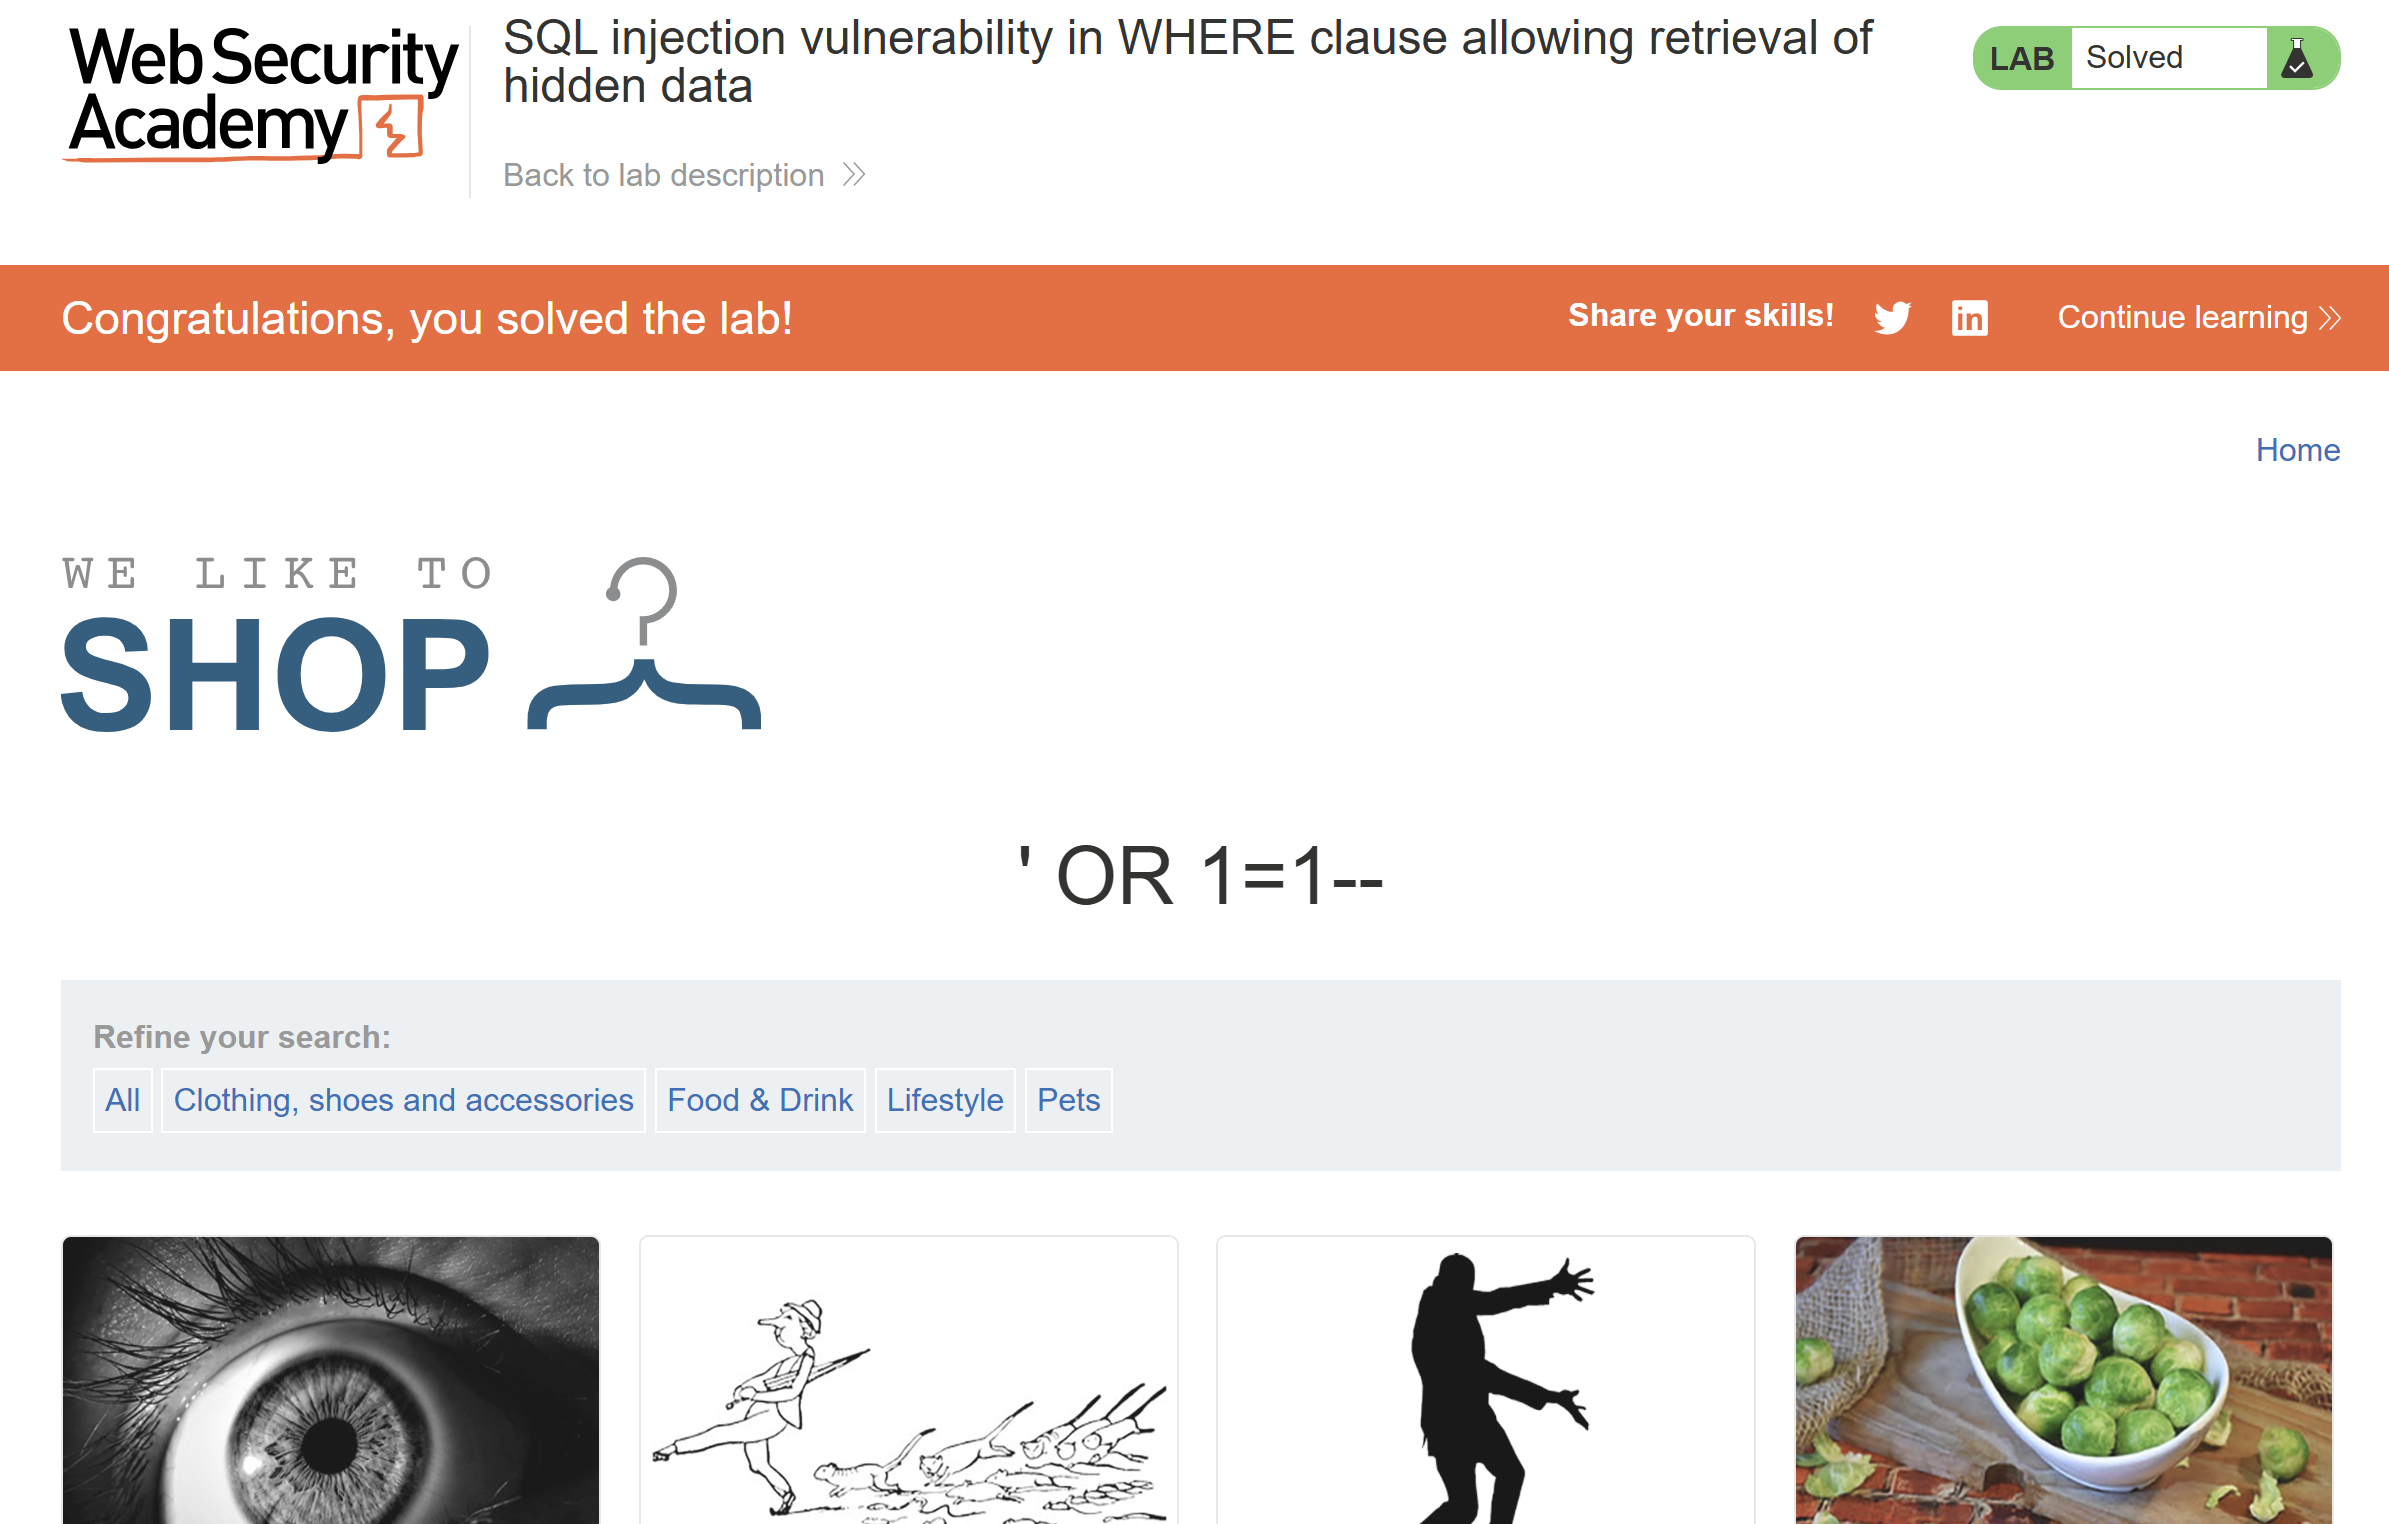 Web Security
Academy
SQL injection vulnerability in WHERE clause allowing retrieval of
hidden data
Back to lab description
LAB Solved
Congratulations, you solved the lab!
Share your skills!
Continue learning
Home
WE LIKE TO
SHOP
' OR 1=1--
Refine your search:
All Clothing, shoes and accessories Food & Drink Lifestyle Pets